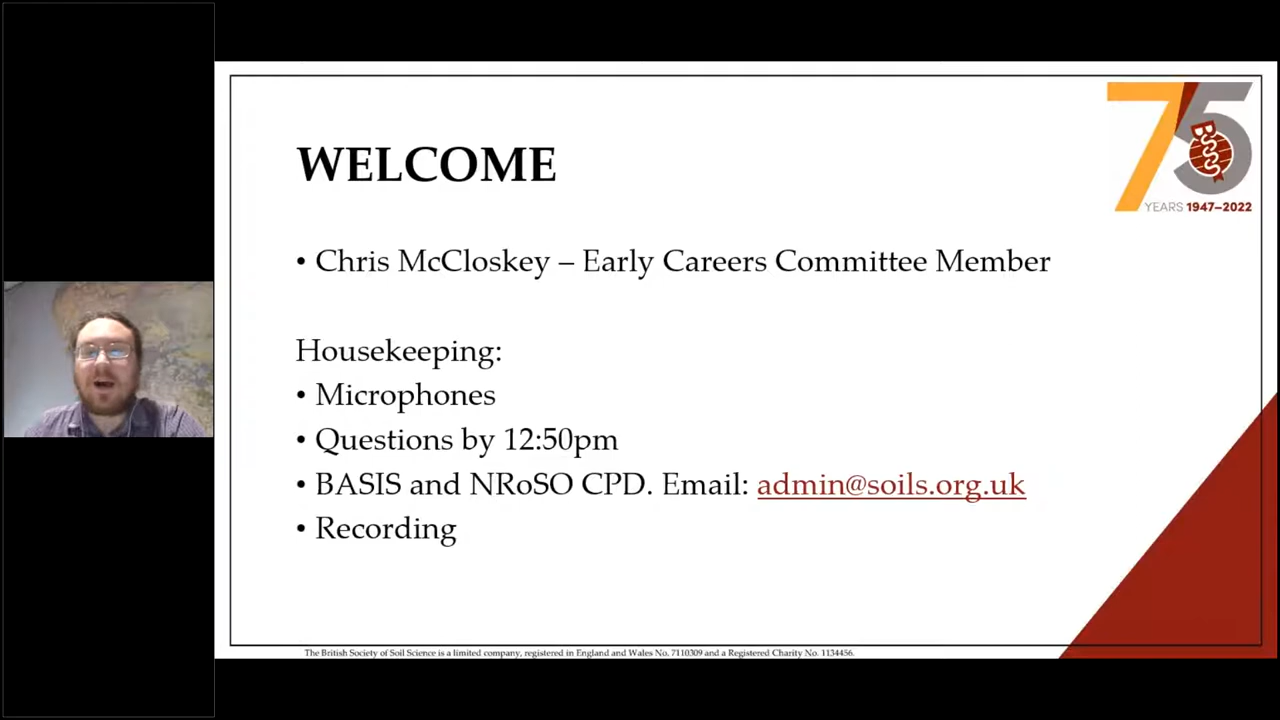 75
YEARS 1947–2022
WELCOME
• Chris McCloskey – Early Careers Committee Member
Housekeeping:
• Microphones
• Questions by 12:50pm
• BASIS and NRoSO CPD. Email: admin@soils.org.uk
• Recording
The British Society of Soil Science is a limited company, registered in England and Wales No. 7110309 and a Registered Charity No. 1134456.